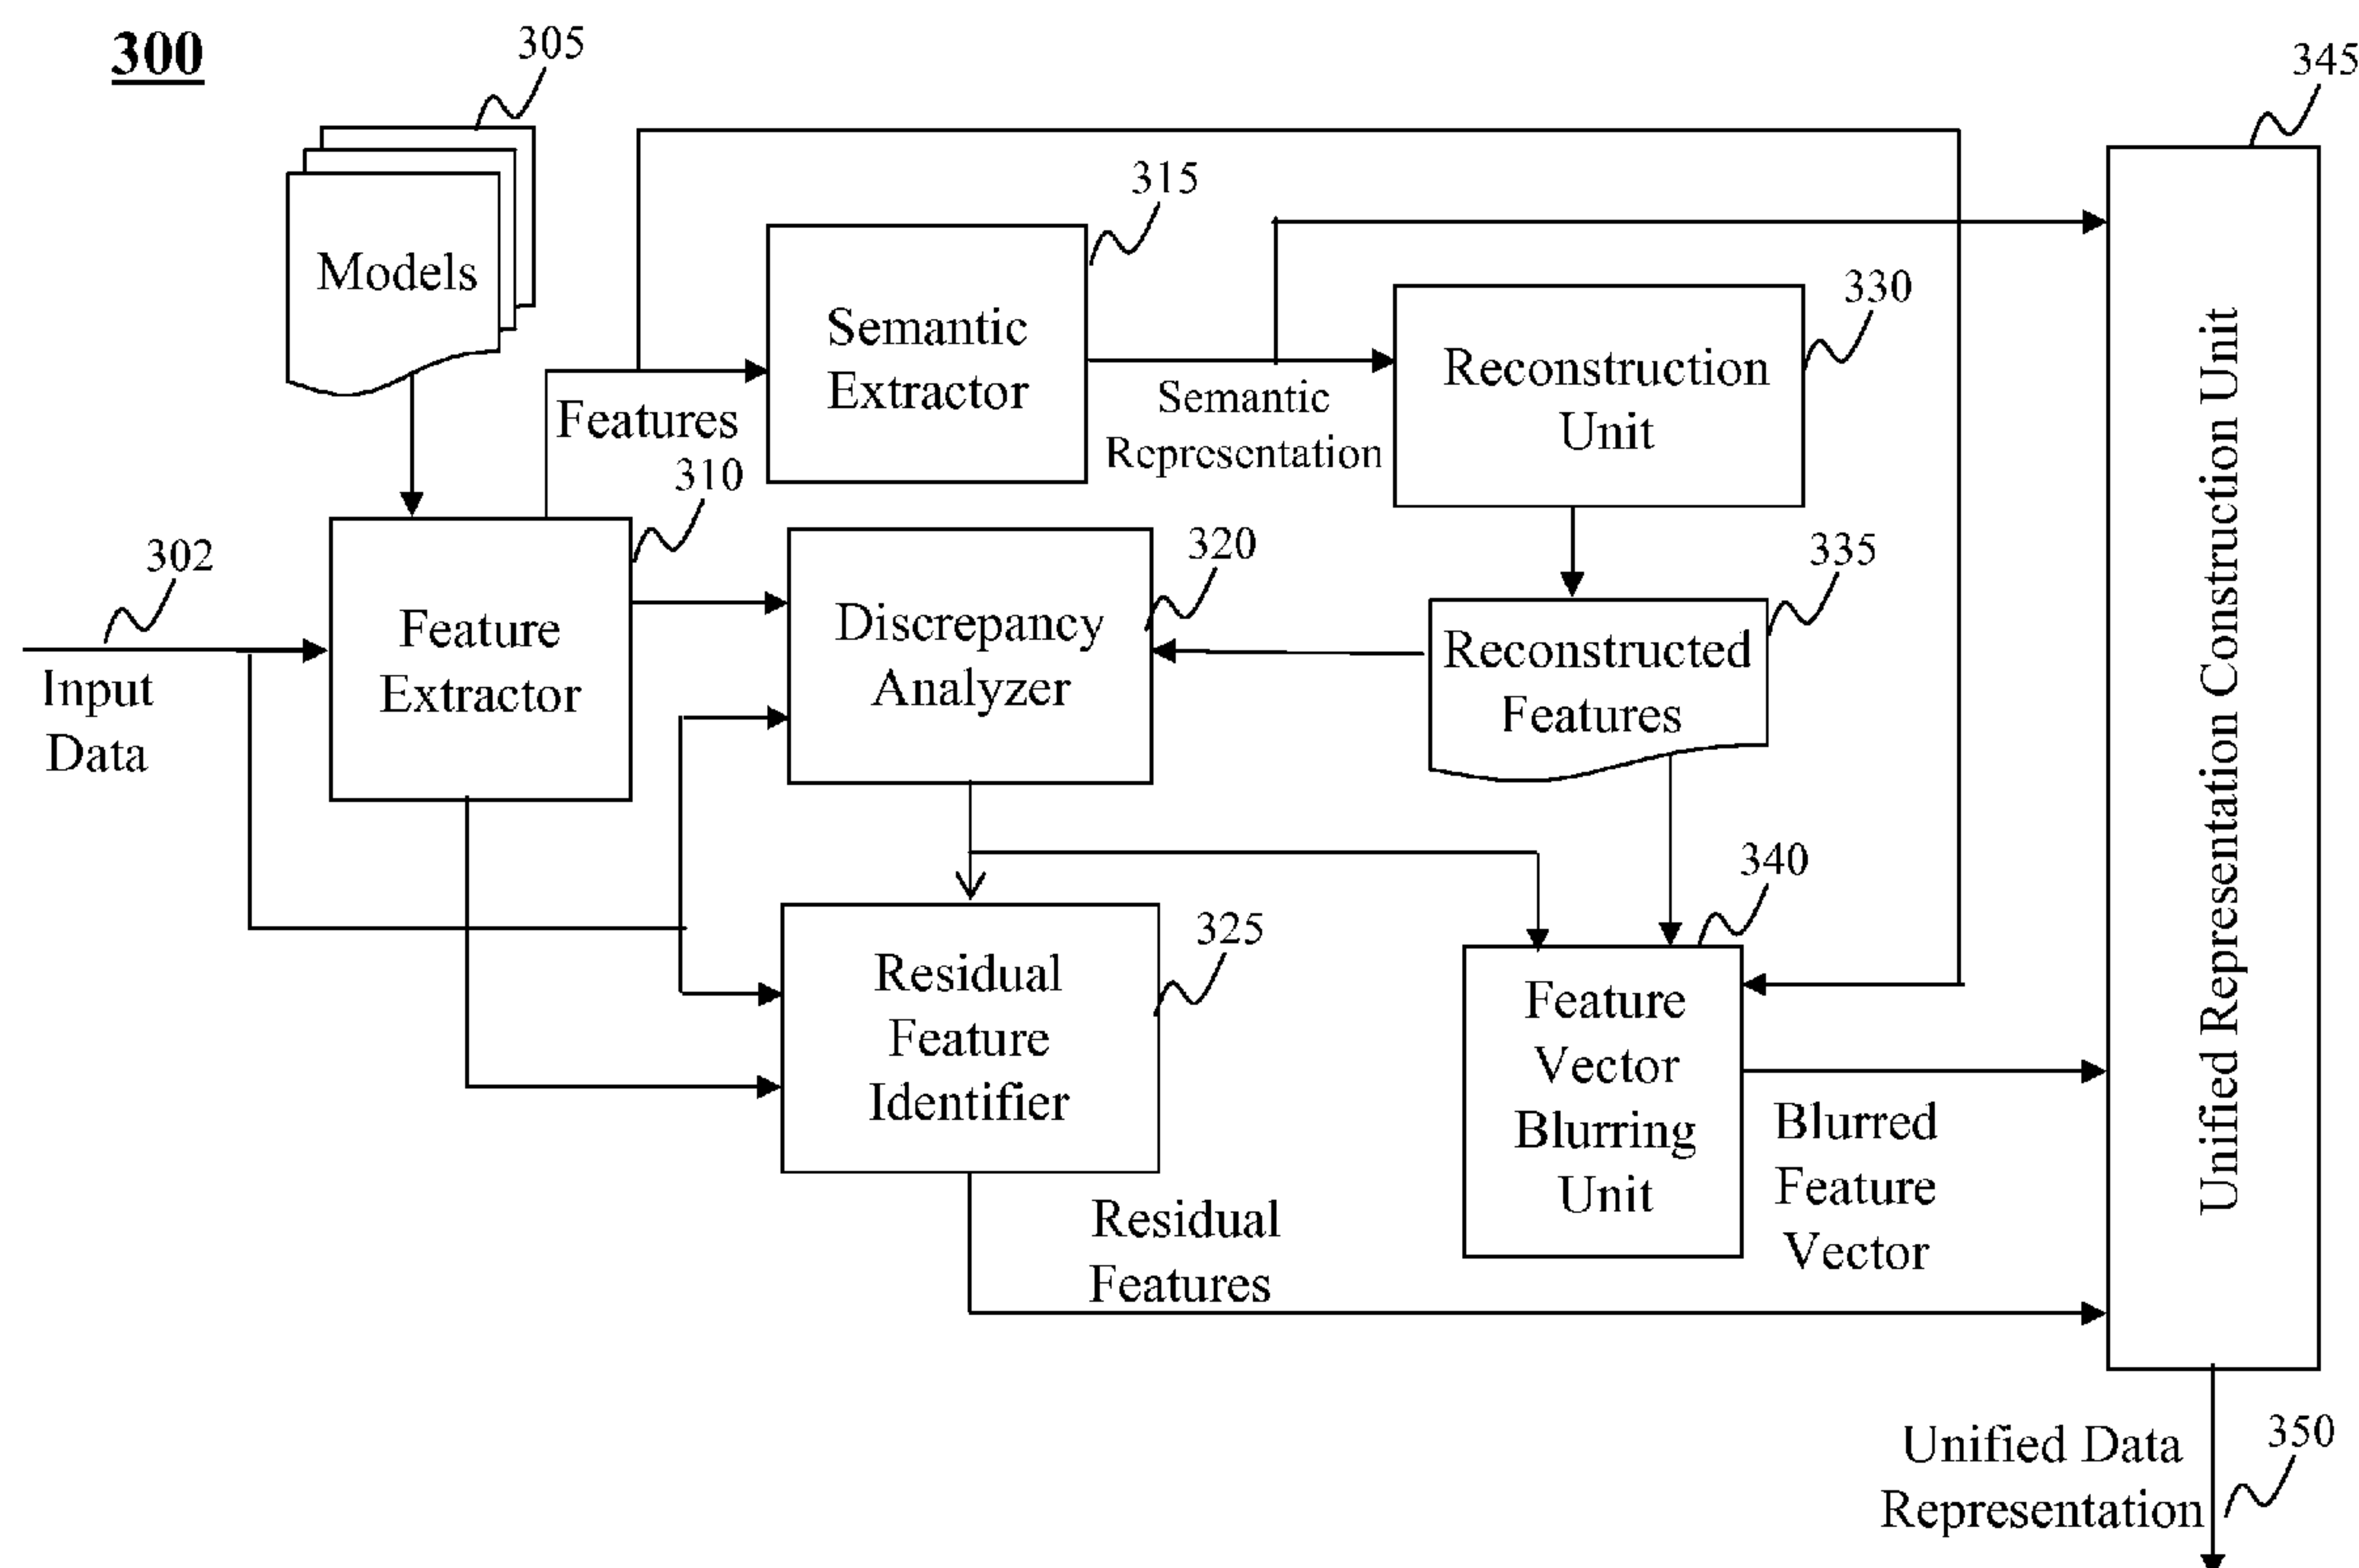 300
305
345
Models
315
Semantic
Extractor
330
Reconstruction
Unit
Features
Semantic
Representation
310
302
Input
Data
Feature
Extractor
320
Discrepancy
Analyzer
335
Reconstructed
Features
340
325
Residual
Feature
Identifier
Feature
Vector
Blurring
Unit
Blurred
Feature
Vector
Residual
Features
Unified Representation Construction Unit
Unified Data
Representation
350